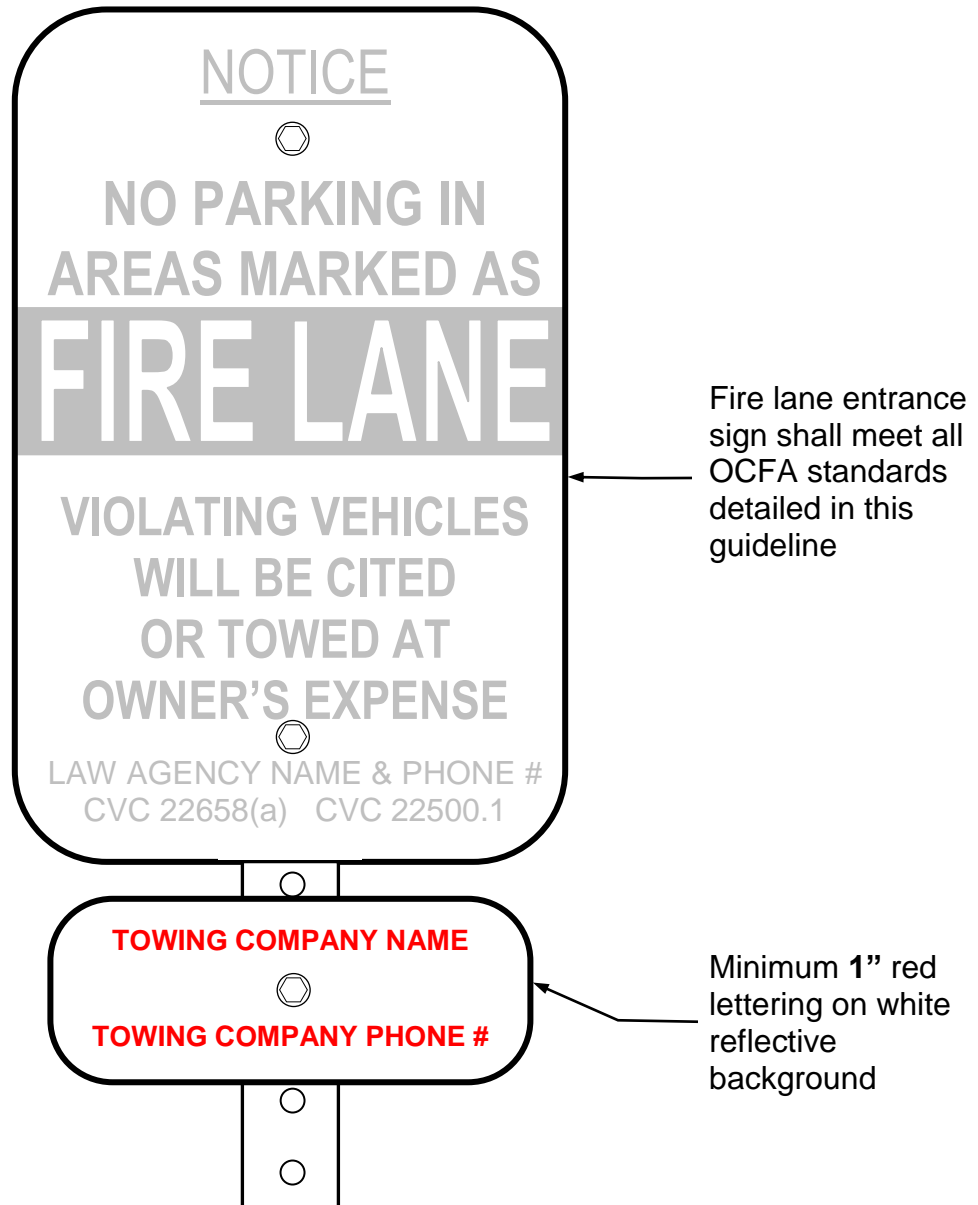 NOTICE
NO PARKING IN
AREAS MARKED AS
FIRE LANE
VIOLATING VEHICLES
WILL BE CITED
OR TOWED AT
OWNER’S EXPENSE
LAW AGENCY NAME & PHONE #
CVC 22658(a) CVC 22500.1
Fire lane entrance
sign shall meet all
OCFA standards
detailed in this
guideline
TOWING COMPANY NAME
TOWING COMPANY PHONE #
Minimum 1” red
lettering on white
reflective
background